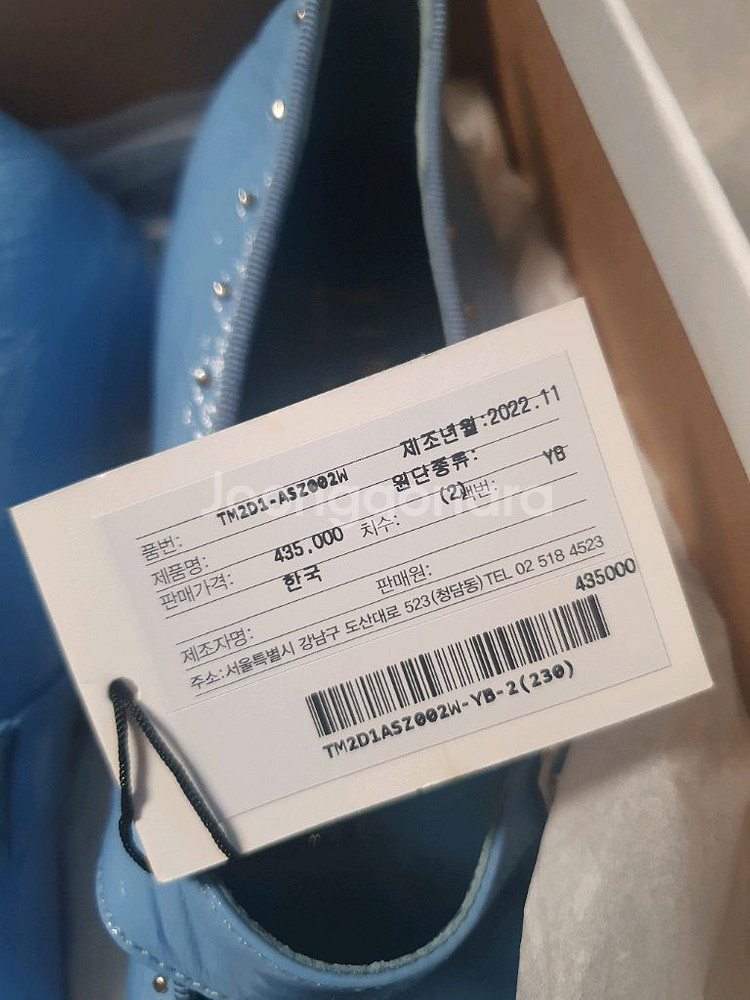 품번: TM2D1-ASZ002W 제조년월:2022.11
제품명: 원단종류:
판매가격: 435,000 치수: (2) 색번: YB
한국 판매원:
제조자명:
주소:서울특별시 강남구 도산대로 523(청담동)TEL 02 518 4523
435000
TM2D1ASZ002W-YB-2(230)
Joonggonara